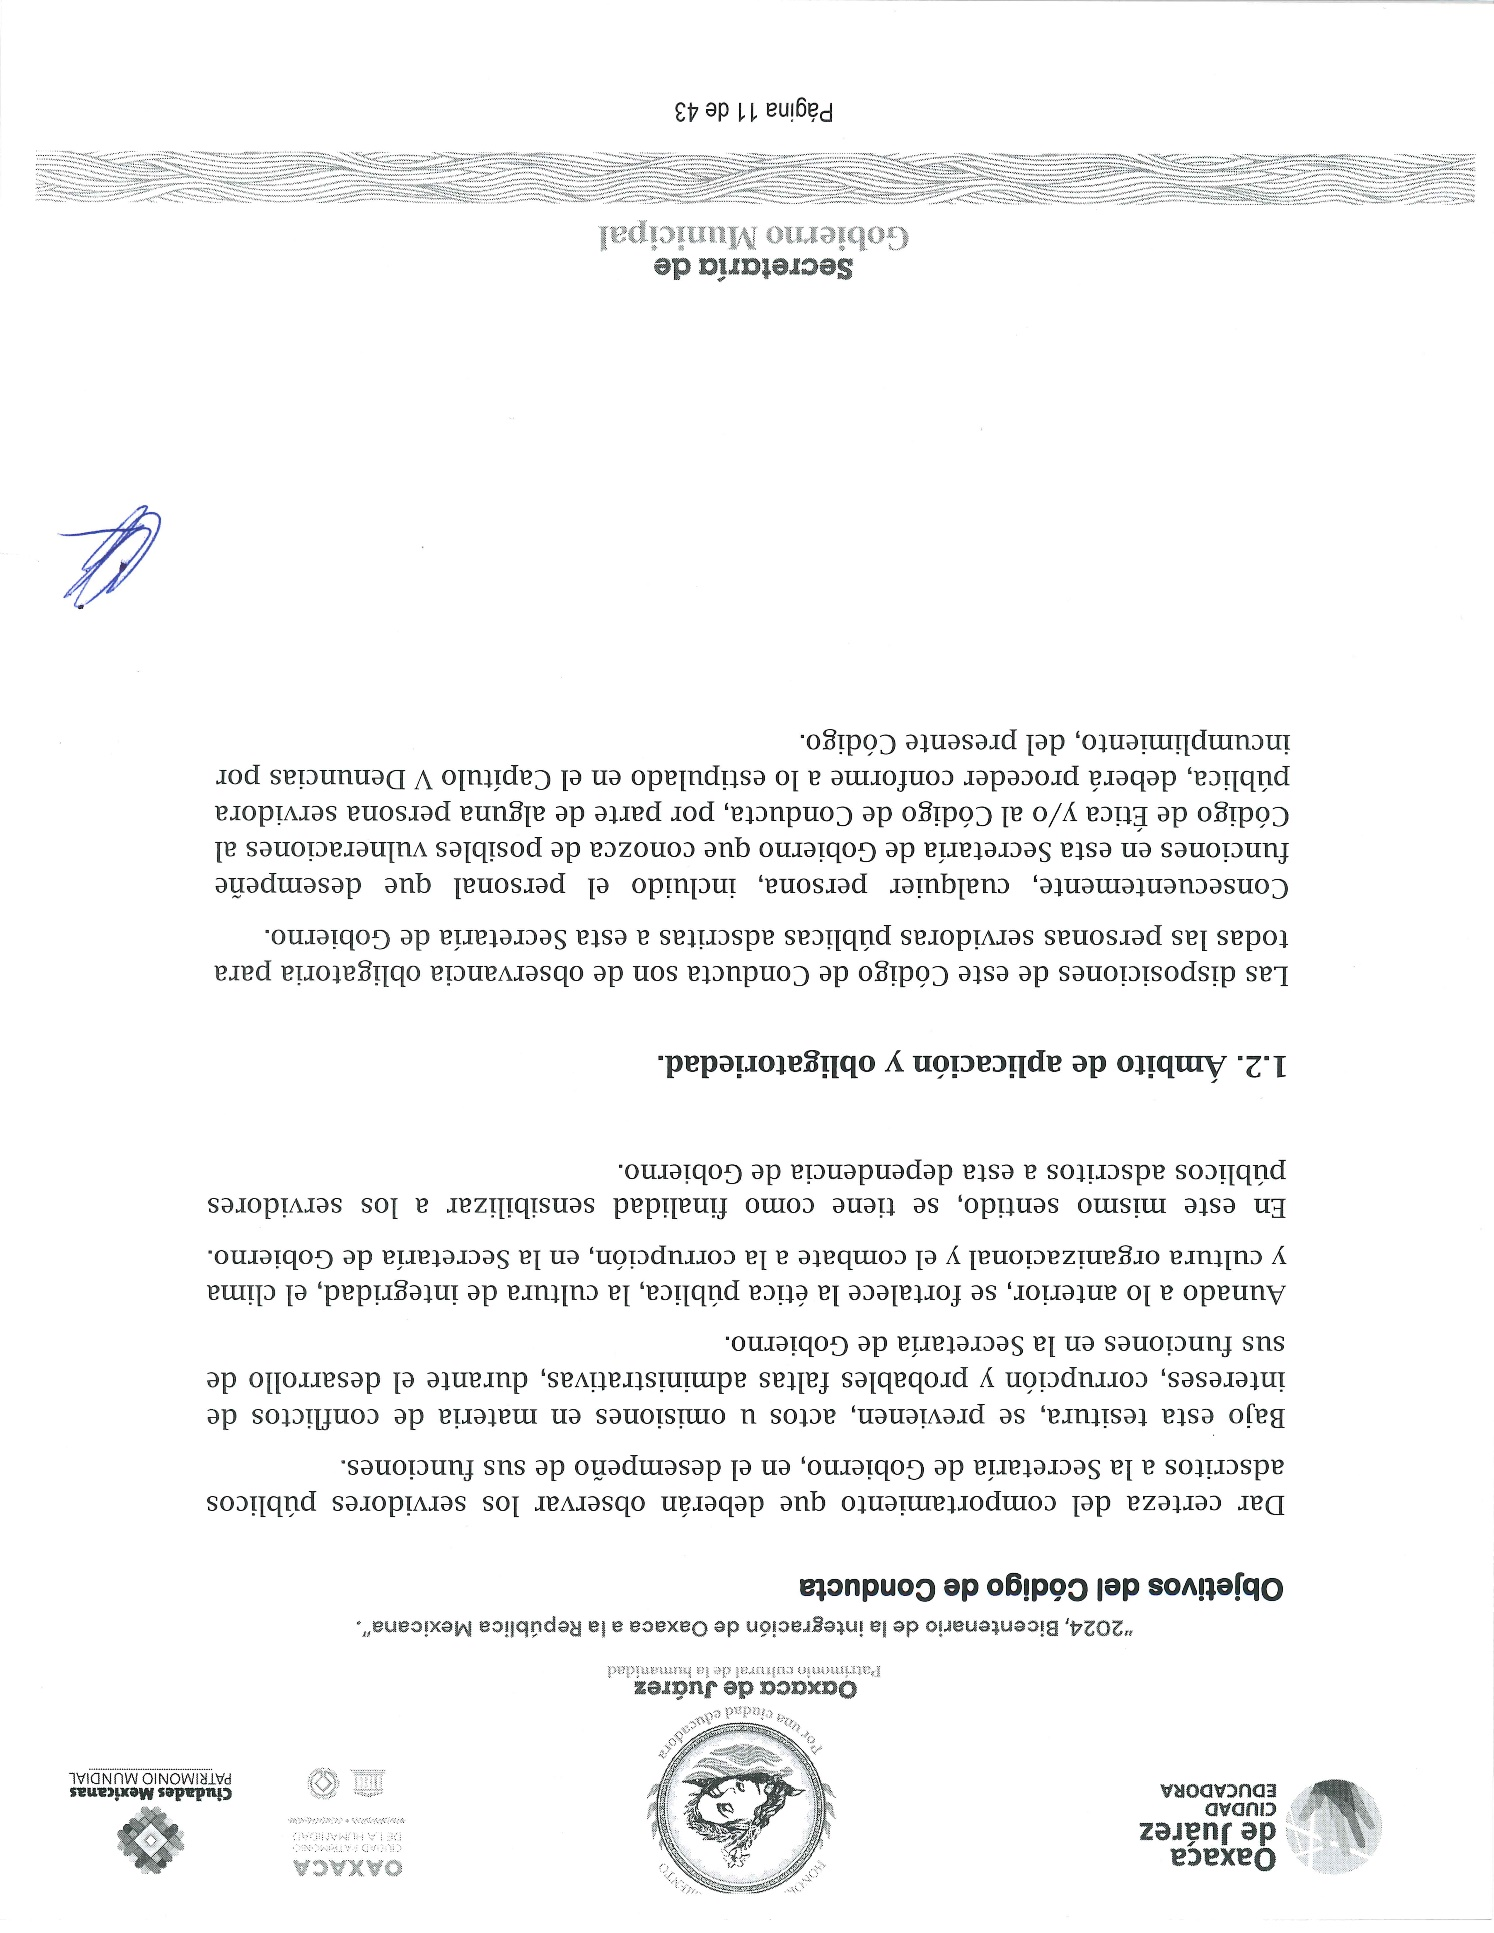 Oaxaca
de Juárez
CIUDAD
EDUCADORA
Por una ciudad educadora
Oaxaca de Juárez
Patrimonio cultural de la humanidad
OAXACA
CIUDAD PATRIMONIO
DE LA HUMANIDAD
Ciudades Mexicanas
PATRIMONIO MUNDIAL
"2024, Bicentenario de la integración de Oaxaca a la República Mexicana".
Objetivos del Código de Conducta
Dar certeza del comportamiento que deberán observar los servidores públicos
adscritos a la Secretaría de Gobierno, en el desempeño de sus funciones.
Bajo esta tesitura, se previenen, actos u omisiones en materia de conflictos de
intereses, corrupción y probables faltas administrativas, durante el desarrollo de
sus funciones en la Secretaría de Gobierno.
Aunado a lo anterior, se fortalece la ética pública, la cultura de integridad, el clima
y cultura organizacional y el combate a la corrupción, en la Secretaría de Gobierno.
En este mismo sentido, se tiene como finalidad sensibilizar a los servidores
públicos adscritos a esta dependencia de Gobierno.
1.2. Ámbito de aplicación y obligatoriedad.
Las disposiciones de este Código de Conducta son de observancia obligatoria para
todas las personas servidoras públicas adscritas a esta Secretaría de Gobierno.
Consecuentemente, cualquier persona, incluido el personal que desempeñe
funciones en esta Secretaría de Gobierno que conozca de posibles vulneraciones al
Código de Ética y/o al Código de Conducta, por parte de alguna persona servidora
pública, deberá proceder conforme a lo estipulado en el Capítulo V Denuncias por
incumplimiento, del presente Código.
Secretaría de
Gobierno Municipal
Página 11 de 43